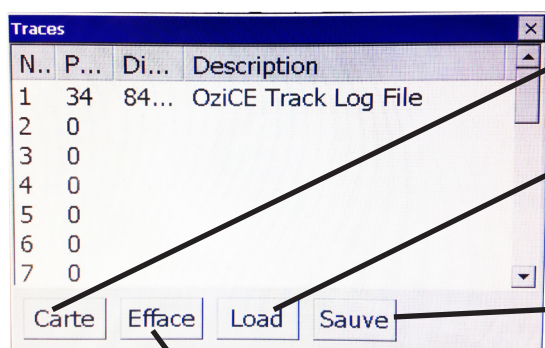 Traces
N.. P... Di... Description
1 34 84... OziCE Track Log File
2 0
3 0
4 0
5 0
6 0
7 0
Carte Efface Load Sauve